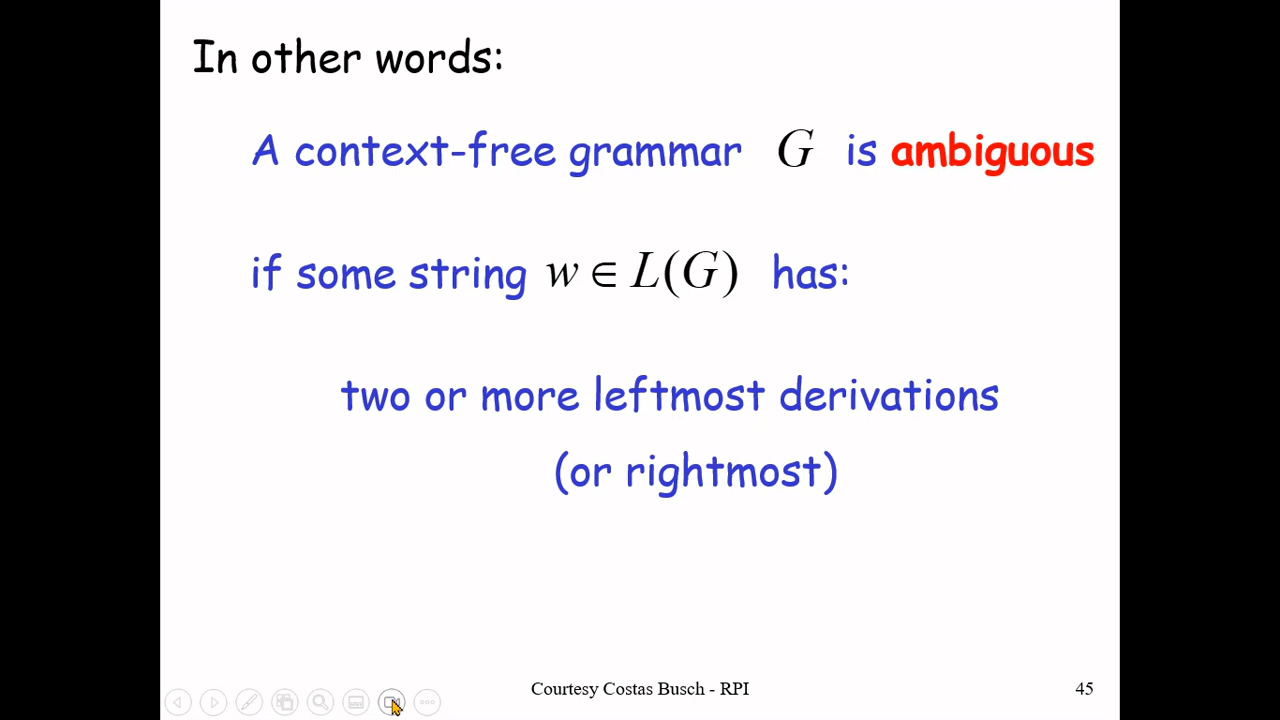 In other words:
A context-free grammar G is ambiguous
if some string w ∈ L(G) has:
two or more leftmost derivations
(or rightmost)
Courtesy Costas Busch - RPI 45